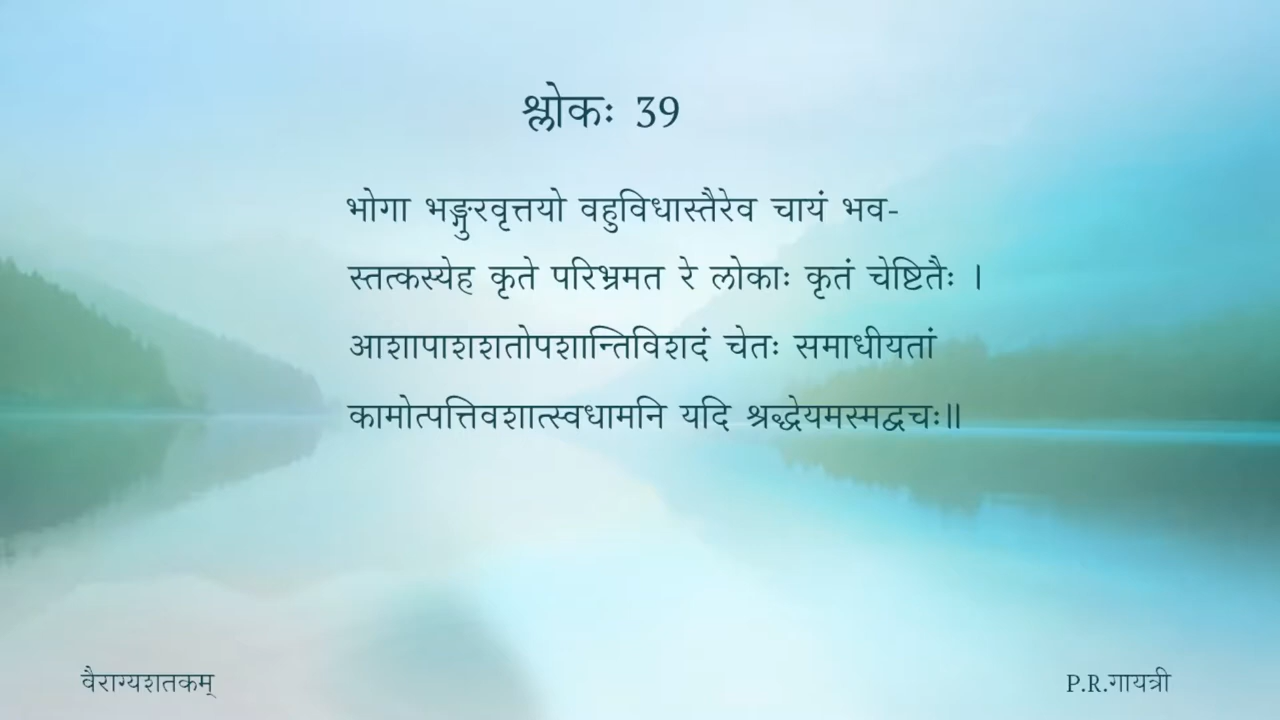 श्लोकः 39
भोगा भङ्गुरवृत्तयो वहुविधास्तैरेव चायं भव-
स्तत्कस्येह कृते परिभ्रमत रे लोकाः कृतं चेष्टितैः ।
आशापाशशतोपशान्तिविशदं चेतः समाधीयतां
कामोत्पत्तिवशात्स्वधामनि यदि श्रद्धेयमस्मद्वचः॥
वैराग्यशतकम्
P.R.गायत्री